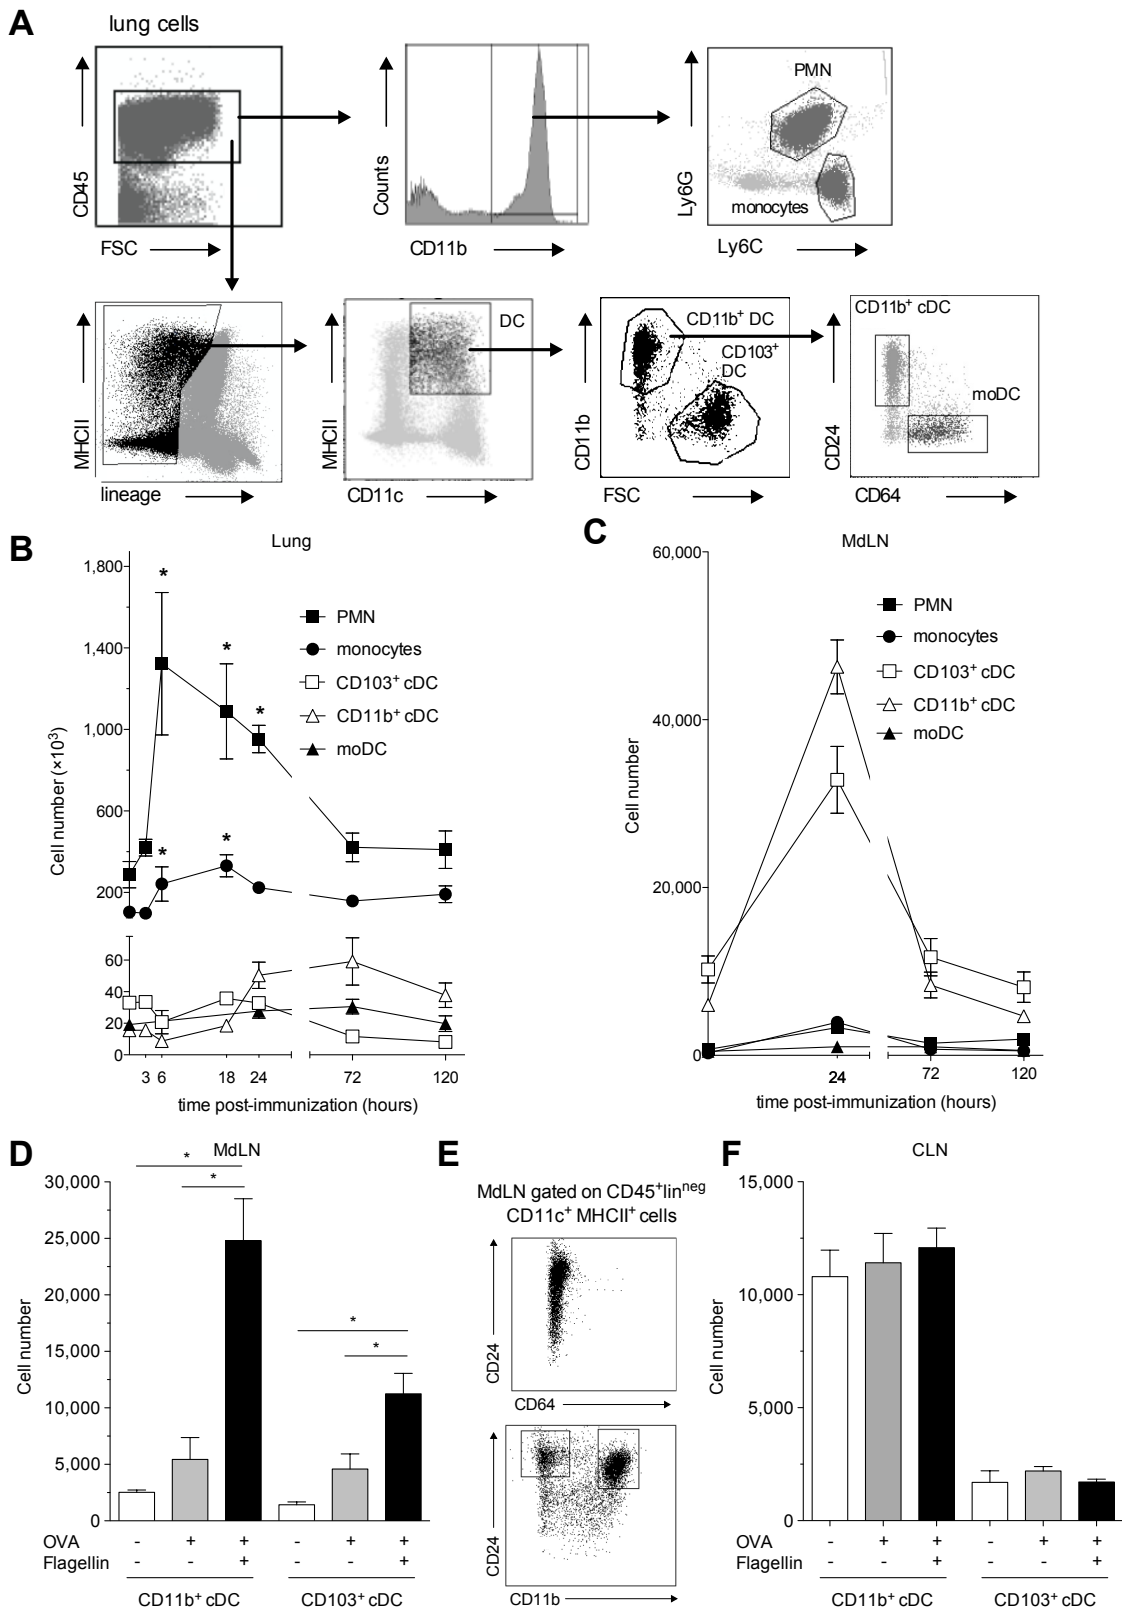 A
lung cells
CD45
FSC
Counts
CD11b
Ly6G
PMN
monocytes
Ly6C
MHCII
lineage
MHCII
DC
CD11c
CD11b
CD11b⁺ DC
CD103⁺
DC
FSC
CD24
CD11b⁺ cDC
moDC
CD64
B
Lung
Cell number (×10³)
1,800
1,400
1,000
600
200
60
40
20
0
*
*
*
*
*
PMN
monocytes
CD103⁺ cDC
CD11b⁺ cDC
moDC
3 6 18 24 72 120
time post-immunization (hours)
C
MdLN
Cell number
60,000
40,000
20,000
0
PMN
monocytes
CD103⁺ cDC
CD11b⁺ cDC
moDC
24 72 120
time post-immunization (hours)
D
MdLN
Cell number
30,000
25,000
20,000
15,000
10,000
5,000
0
*
*
*
*
OVA - + + - + +
Flagellin - - + - - +
CD11b⁺ cDC CD103⁺ cDC
E
MdLN gated on CD45⁺linⁿᵉᵍ
CD11c⁺ MHCII⁺ cells
CD24
CD64
CD24
CD11b
F
CLN
Cell number
15,000
10,000
5,000
0
OVA - + + - + +
Flagellin - - + - - +
CD11b⁺ cDC CD103⁺ cDC